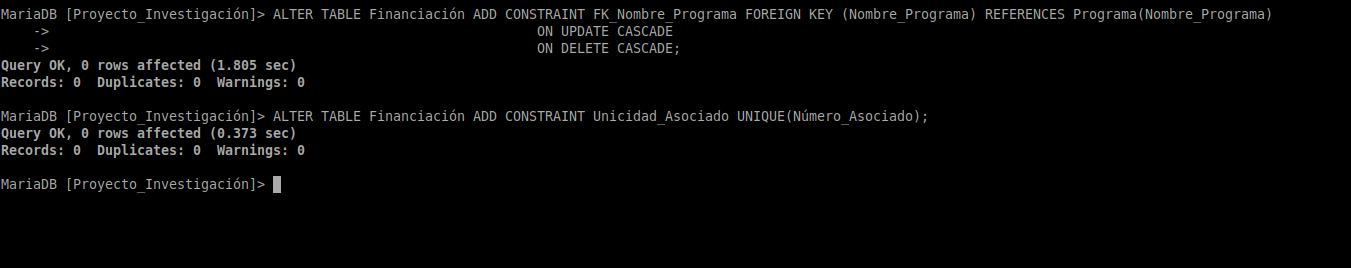 MariaDB [Proyecto_Investigación]> ALTER TABLE Financiación ADD CONSTRAINT FK_Nombre_Programa FOREIGN KEY (Nombre_Programa) REFERENCES Programa(Nombre_Programa)
    ->                                                               ON UPDATE CASCADE
    ->                                                               ON DELETE CASCADE;
Query OK, 0 rows affected (1.805 sec)
Records: 0  Duplicates: 0  Warnings: 0

MariaDB [Proyecto_Investigación]> ALTER TABLE Financiación ADD CONSTRAINT Unicidad_Asociado UNIQUE(Número_Asociado);
Query OK, 0 rows affected (0.373 sec)
Records: 0  Duplicates: 0  Warnings: 0

MariaDB [Proyecto_Investigación]>